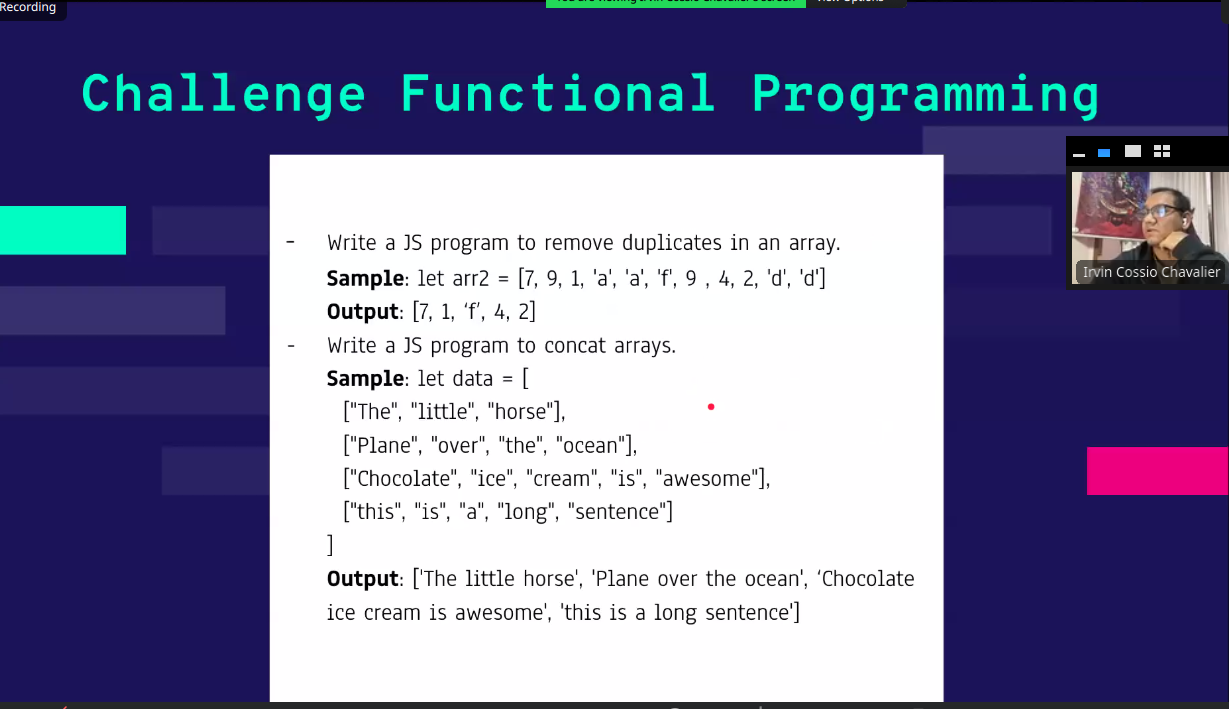 Recording
View Options
Challenge Functional Programming
- Write a JS program to remove duplicates in an array.
Sample: let arr2 = [7, 9, 1, 'a', 'a', 'f', 9 , 4, 2, 'd', 'd']
Output: [7, 1, ‘f’, 4, 2]
- Write a JS program to concat arrays.
Sample: let data = [
["The", "little", "horse"],
["Plane", "over", "the", "ocean"],
["Chocolate", "ice", "cream", "is", "awesome"],
["this", "is", "a", "long", "sentence"]
]
Output: ['The little horse', 'Plane over the ocean', ‘Chocolate
ice cream is awesome', 'this is a long sentence']
Irvin Cossio Chavalier